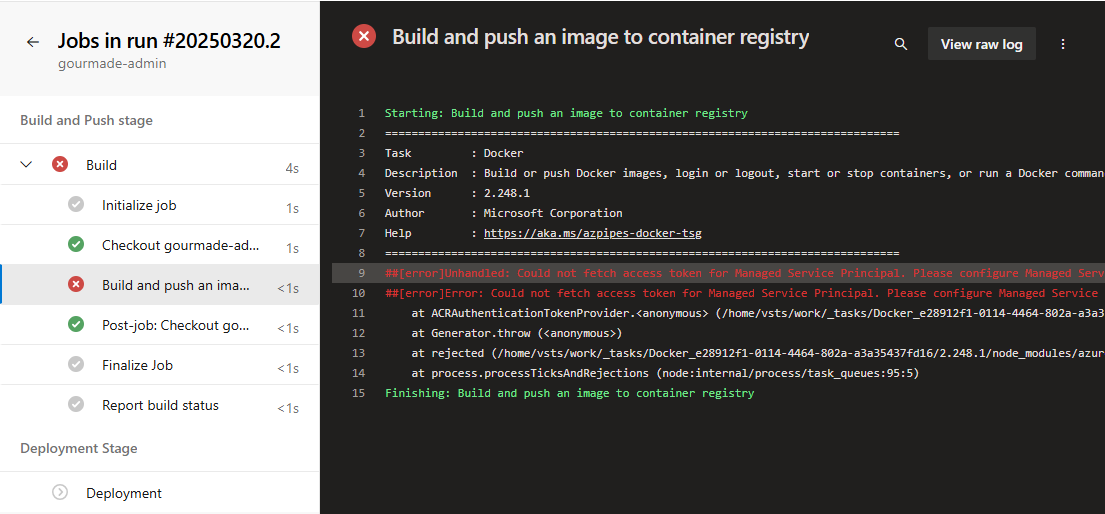 Jobs in run #20250320.2
gourmade-admin
Build and Push stage
Build 4s
Initialize job 1s
Checkout gourmade-ad... 1s
Build and push an ima... <1s
Post-job: Checkout go... <1s
Finalize Job <1s
Report build status <1s
Deployment Stage
Deployment
Build and push an image to container registry
View raw log
1 Starting: Build and push an image to container registry
2 ==============================================================================
3 Task : Docker
4 Description : Build or push Docker images, login or logout, start or stop containers, or run a Docker comman
5 Version : 2.248.1
6 Author : Microsoft Corporation
7 Help : https://aka.ms/azpipes-docker-tsg
8 ==============================================================================
9 ##[error]Unhandled: Could not fetch access token for Managed Service Principal. Please configure Managed Serv
10 ##[error]Error: Could not fetch access token for Managed Service Principal. Please configure Managed Service
11 at ACRAuthenticationTokenProvider.<anonymous> (/home/vsts/work/_tasks/Docker_e28912f1-0114-4464-802a-a3a3
12 at Generator.throw (<anonymous>)
13 at rejected (/home/vsts/work/_tasks/Docker_e28912f1-0114-4464-802a-a3a35437fd16/2.248.1/node_modules/azur
14 at process.processTicksAndRejections (node:internal/process/task_queues:95:5)
15 Finishing: Build and push an image to container registry